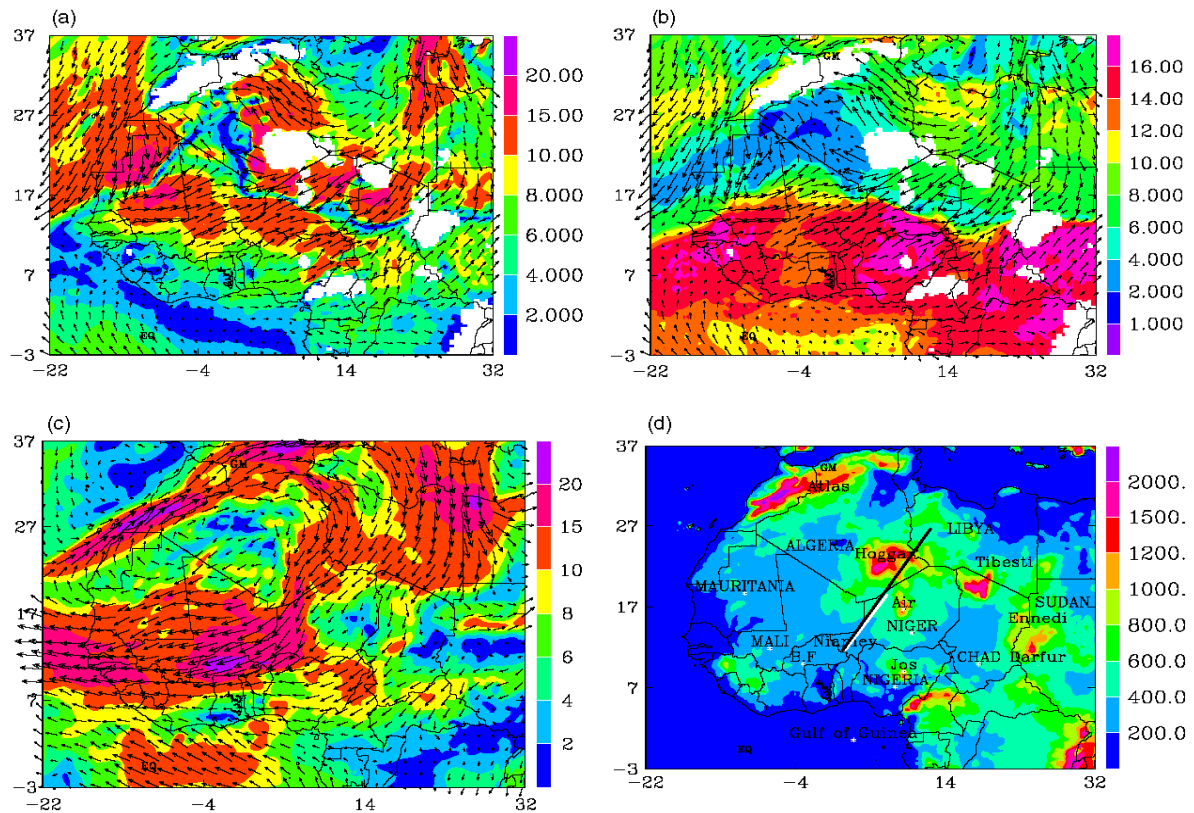 (a)
(b)
37
27
17
7
−3
−22
−4
14
32
GM
EQ
20.00
15.00
10.00
8.000
6.000
4.000
2.000
37
27
17
7
−3
−22
−4
14
32
GM
EQ
16.00
14.00
12.00
10.00
8.000
6.000
4.000
2.000
1.000
(c)
(d)
37
27
17
7
−3
−22
−4
14
32
GM
EQ
20
15
10
8
6
4
2
37
27
17
7
−3
−22
−4
14
32
GM
Atlas
ALGERIA
LIBYA
Hoggar
Tibesti
MAURITANIA
Air
SUDAN
NIGER
Ennedi
MALI
Niamey
B.F
CHAD
Darfur
Jos
NIGERIA
Gulf of Guinea
EQ
2000.
1500.
1200.
1000.
800.0
600.0
400.0
200.0